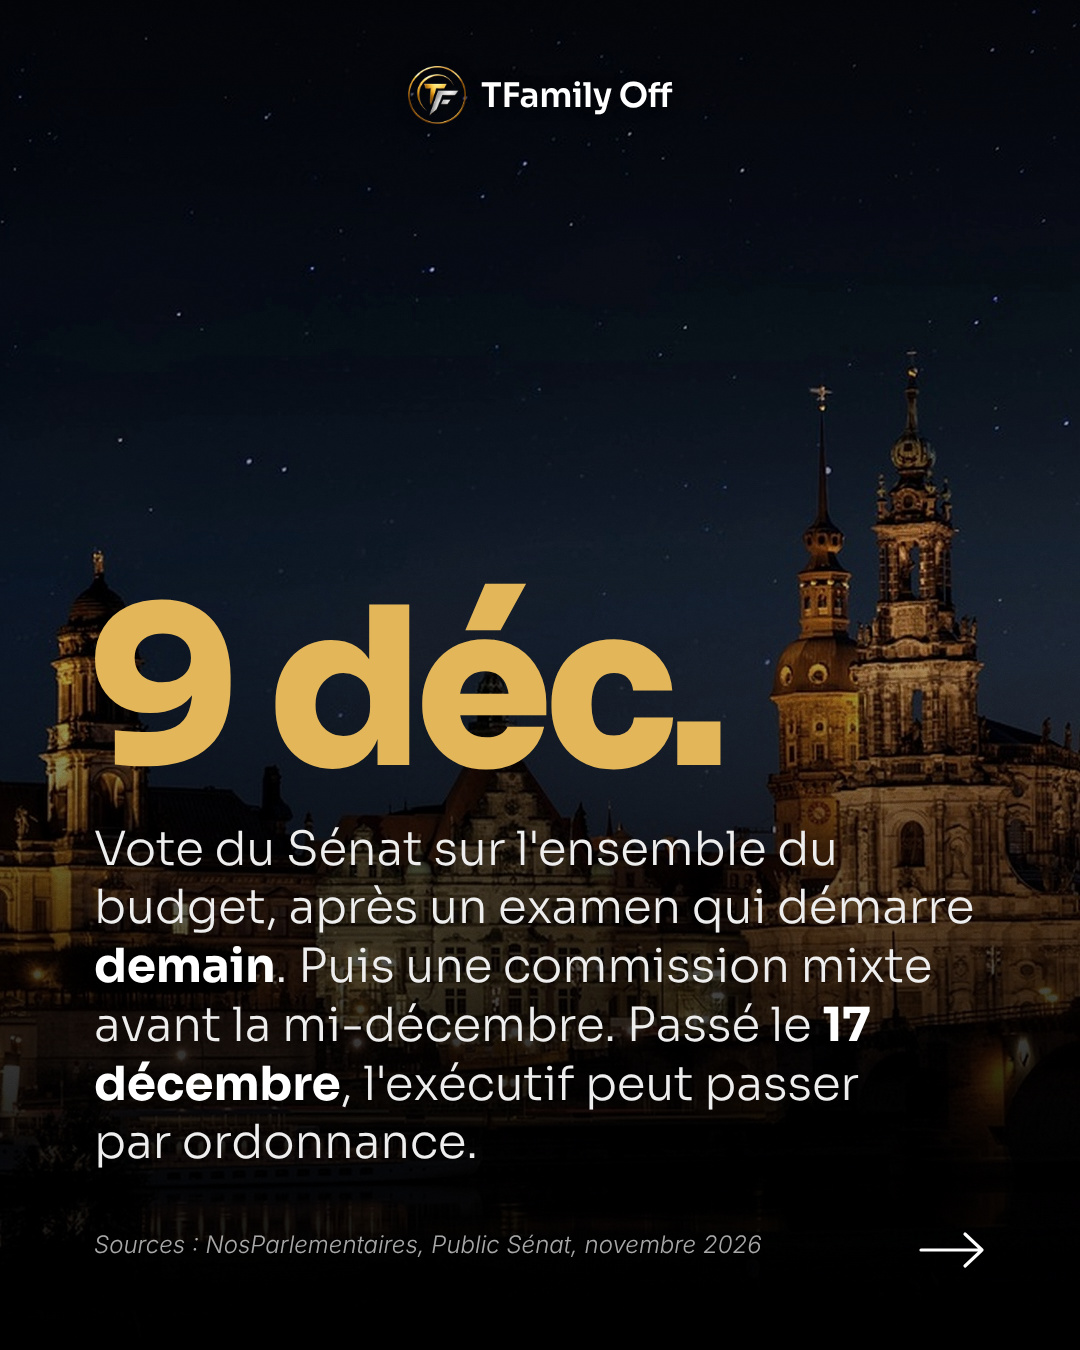 TFamily Off
9 déc.
Vote du Sénat sur l'ensemble du
budget, après un examen qui démarre
demain. Puis une commission mixte
avant la mi-décembre. Passé le 17
décembre, l'exécutif peut passer
par ordonnance.
Sources : NosParlementaires, Public Sénat, novembre 2026